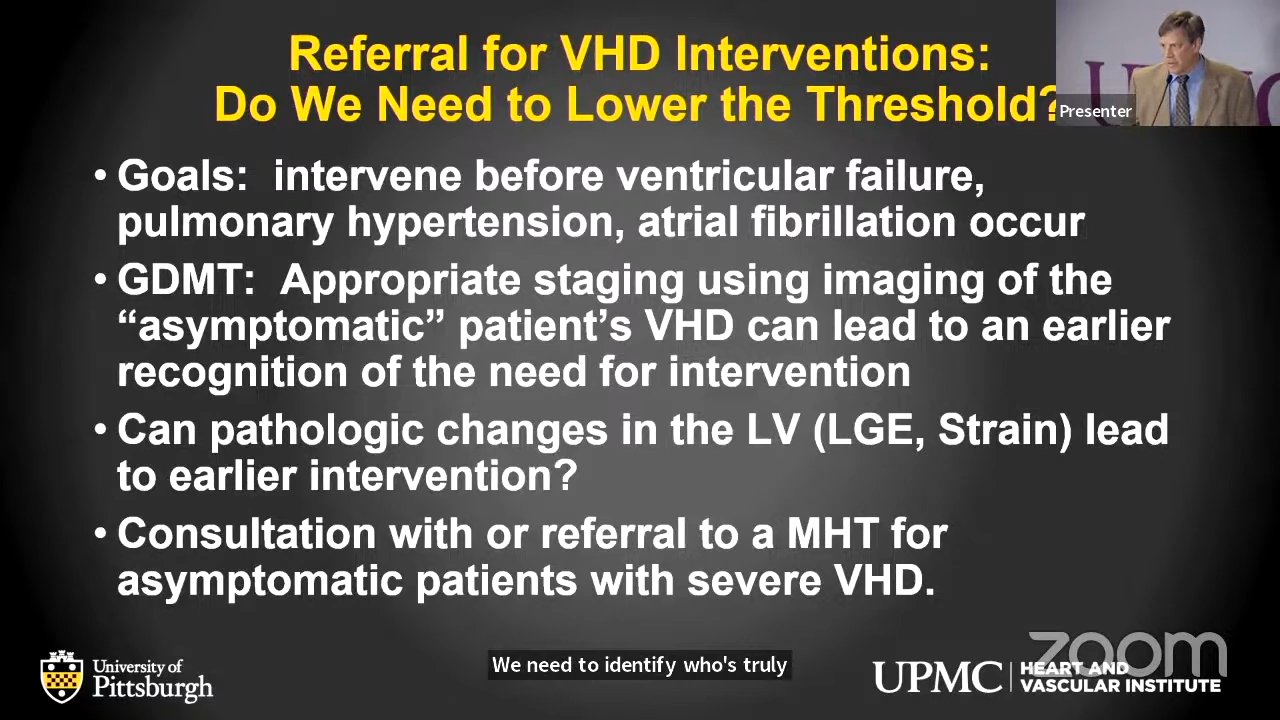 Referral for VHD Interventions:
Do We Need to Lower the Threshold?
Presenter
• Goals:  intervene before ventricular failure,
pulmonary hypertension, atrial fibrillation occur
• GDMT:  Appropriate staging using imaging of the
“asymptomatic” patient’s VHD can lead to an earlier
recognition of the need for intervention
• Can pathologic changes in the LV (LGE, Strain) lead
to earlier intervention?
• Consultation with or referral to a MHT for
asymptomatic patients with severe VHD.
zoom
University of
Pittsburgh
We need to identify who's truly
UPMC
HEART AND
VASCULAR INSTITUTE